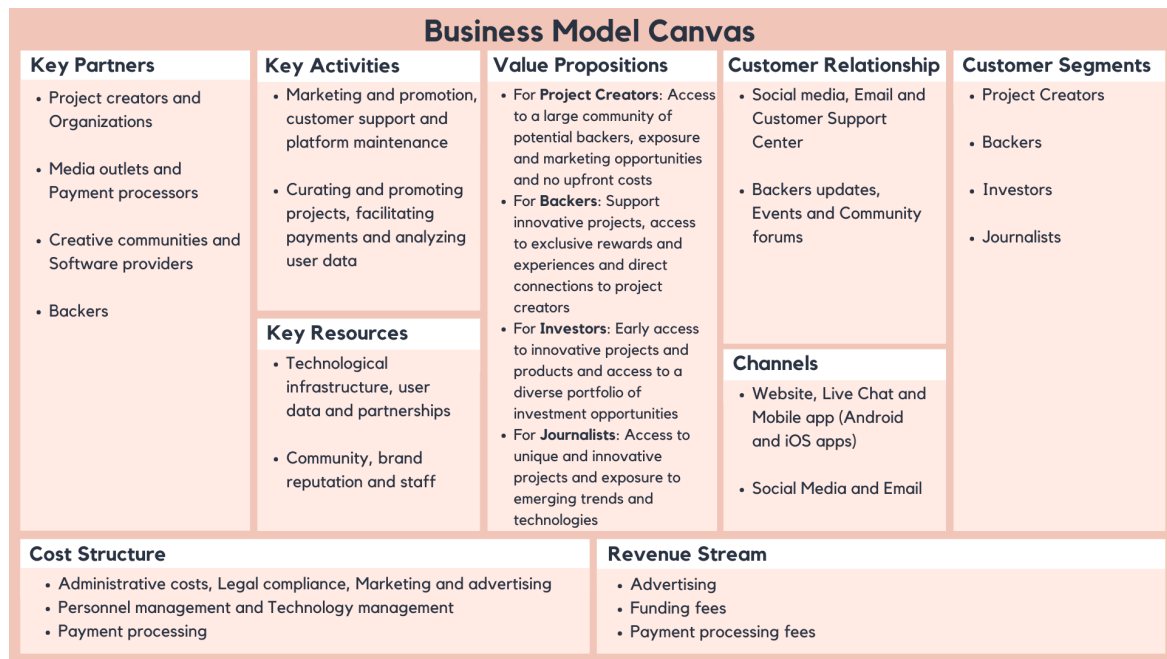 Business Model Canvas
Key Partners
• Project creators and
Organizations
• Media outlets and
Payment processors
• Creative communities and
Software providers
• Backers
Key Activities
• Marketing and promotion,
customer support and
platform maintenance
• Curating and promoting
projects, facilitating
payments and analyzing
user data
Key Resources
• Technological
infrastructure, user
data and partnerships
• Community, brand
reputation and staff
Value Propositions
• For Project Creators: Access
to a large community of
potential backers, exposure
and marketing opportunities
and no upfront costs
• For Backers: Support
innovative projects, access
to exclusive rewards and
experiences and direct
connections to project
creators
• For Investors: Early access
to innovative projects and
products and access to a
diverse portfolio of
investment opportunities
• For Journalists: Access to
unique and innovative
projects and exposure to
emerging trends and
technologies
Customer Relationship
• Social media, Email and
Customer Support
Center
• Backers updates,
Events and Community
forums
Channels
• Website, Live Chat and
Mobile app (Android
and iOS apps)
• Social Media and Email
Customer Segments
• Project Creators
• Backers
• Investors
• Journalists
Cost Structure
• Administrative costs, Legal compliance, Marketing and advertising
• Personnel management and Technology management
• Payment processing
Revenue Stream
• Advertising
• Funding fees
• Payment processing fees